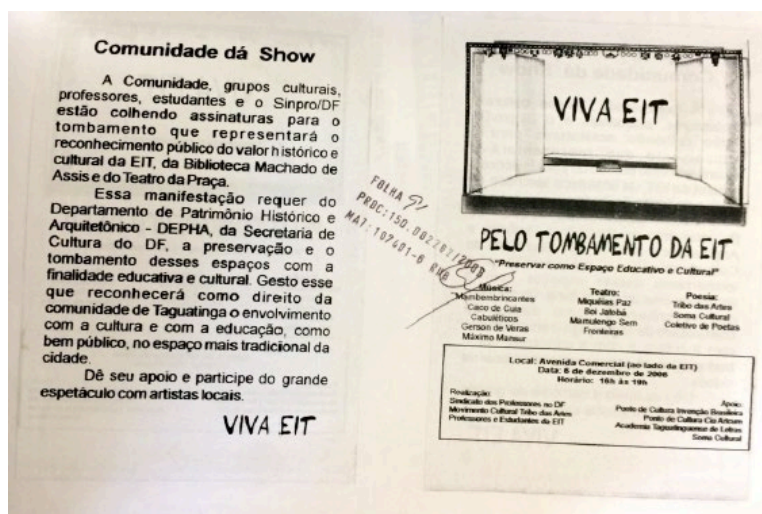 Comunidade dá Show
A Comunidade, grupos culturais,
professores, estudantes e o Sinpro/DF
estão colhendo assinaturas para o
tombamento que representará o
reconhecimento público do valor histórico e
cultural da EIT, da Biblioteca Machado de
Assis e do Teatro da Praça.
Essa manifestação requer do
Departamento de Patrimônio Histórico e
Arquitetônico - DEPHA, da Secretaria de
Cultura do DF, a preservação e o
tombamento desses espaços com a
finalidade educativa e cultural. Gesto esse
que reconhecerá como direito da
comunidade de Taguatinga o envolvimento
com a cultura e com a educação, como
bem público, no espaço mais tradicional da
cidade.
Dê seu apoio e participe do grande
espetáculo com artistas locais.
VIVA EIT
FOLHA
PROC:150.002287/2008
MAT:107401-6
VIVA EIT
PELO TOMBAMENTO DA EIT
"Preservar como Espaço Educativo e Cultural"
Música:
Mambembrincantes
Caco de Cuia
Cabuléticos
Gerson de Veras
Máximo Mansur
Teatro:
Miquéias Paz
Boi Jatobá
Mamulengo Sem
Fronteiras
Poesia:
Tribo das Artes
Soma Cultural
Coletivo de Poetas
Local: Avenida Comercial (ao lado da EIT)
Data: 6 de dezembro de 2006
Horário: 16h às 19h
Realização:
Sindicato dos Professores no DF
Movimento Cultural Tribo das Artes
Professores e Estudantes da EIT
Apoio:
Ponto de Cultura Invenção Brasileira
Ponto de Cultura Cia Artcum
Academia Taguatinguense de Letras
Soma Cultural